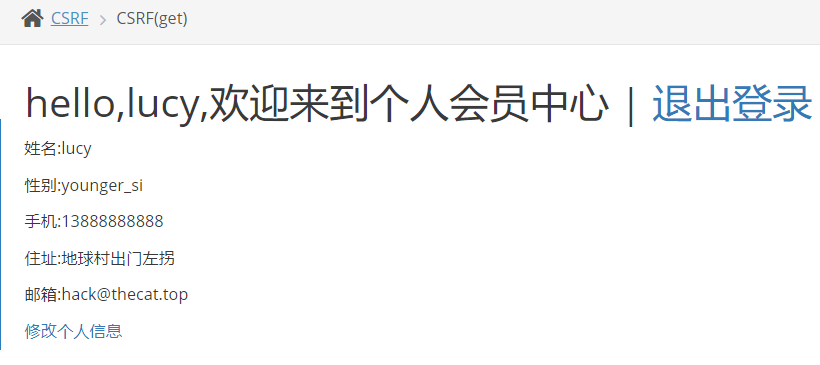 CSRF > CSRF(get)
hello,lucy,欢迎来到个人会员中心 | 退出登录
姓名:lucy
性别:younger_si
手机:13888888888
住址:地球村出门左拐
邮箱:hack@thecat.top
修改个人信息